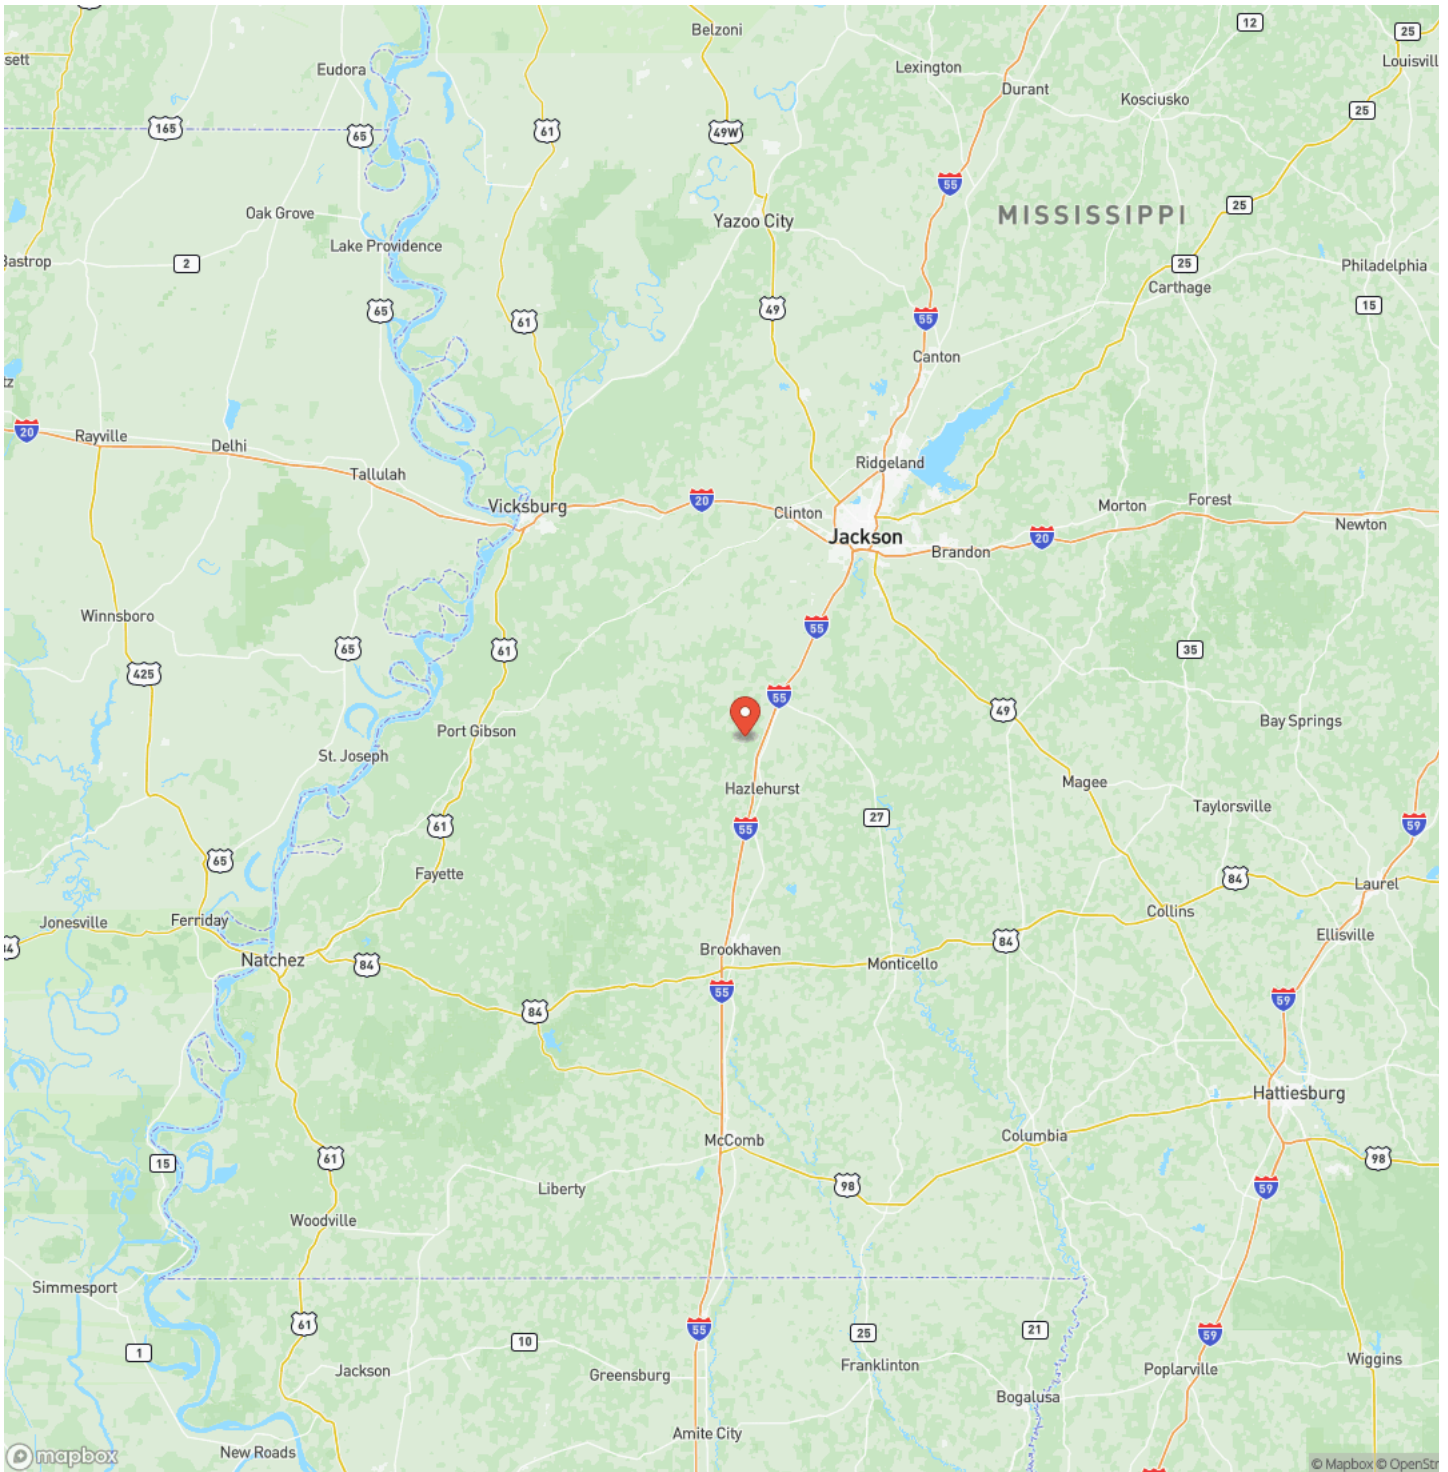 Belzoni
12
25
sett
Eudora
Lexington
Louisvill
Durant
Kosciusko
25
165
65
61
49W
55
Oak Grove
Yazoo City
MISSISSIPPI
25
Lake Providence
Bastrop
2
25
Philadelphia
Carthage
65
61
49
55
15
Canton
tz
20
Rayville
Delhi
Ridgeland
Tallulah
Vicksburg
20
Clinton
Morton
Forest
Newton
Jackson
20
Brandon
Winnsboro
55
65
61
35
425
55
49
Port Gibson
Bay Springs
St. Joseph
Hazlehurst
Magee
Taylorsville
61
55
27
59
65
Fayette
84
Laurel
Jonesville
Ferriday
Collins
Ellisville
84
Natchez
84
Brookhaven
Monticello
84
55
84
59
Hattiesburg
McComb
Columbia
15
61
98
98
Liberty
59
Woodville
Simmesport
61
55
25
21
59
1
10
Jackson
Greensburg
Franklinton
Poplarville
Wiggins
Bogalusa
Amite City
New Roads
mapbox
© Mapbox © OpenStr